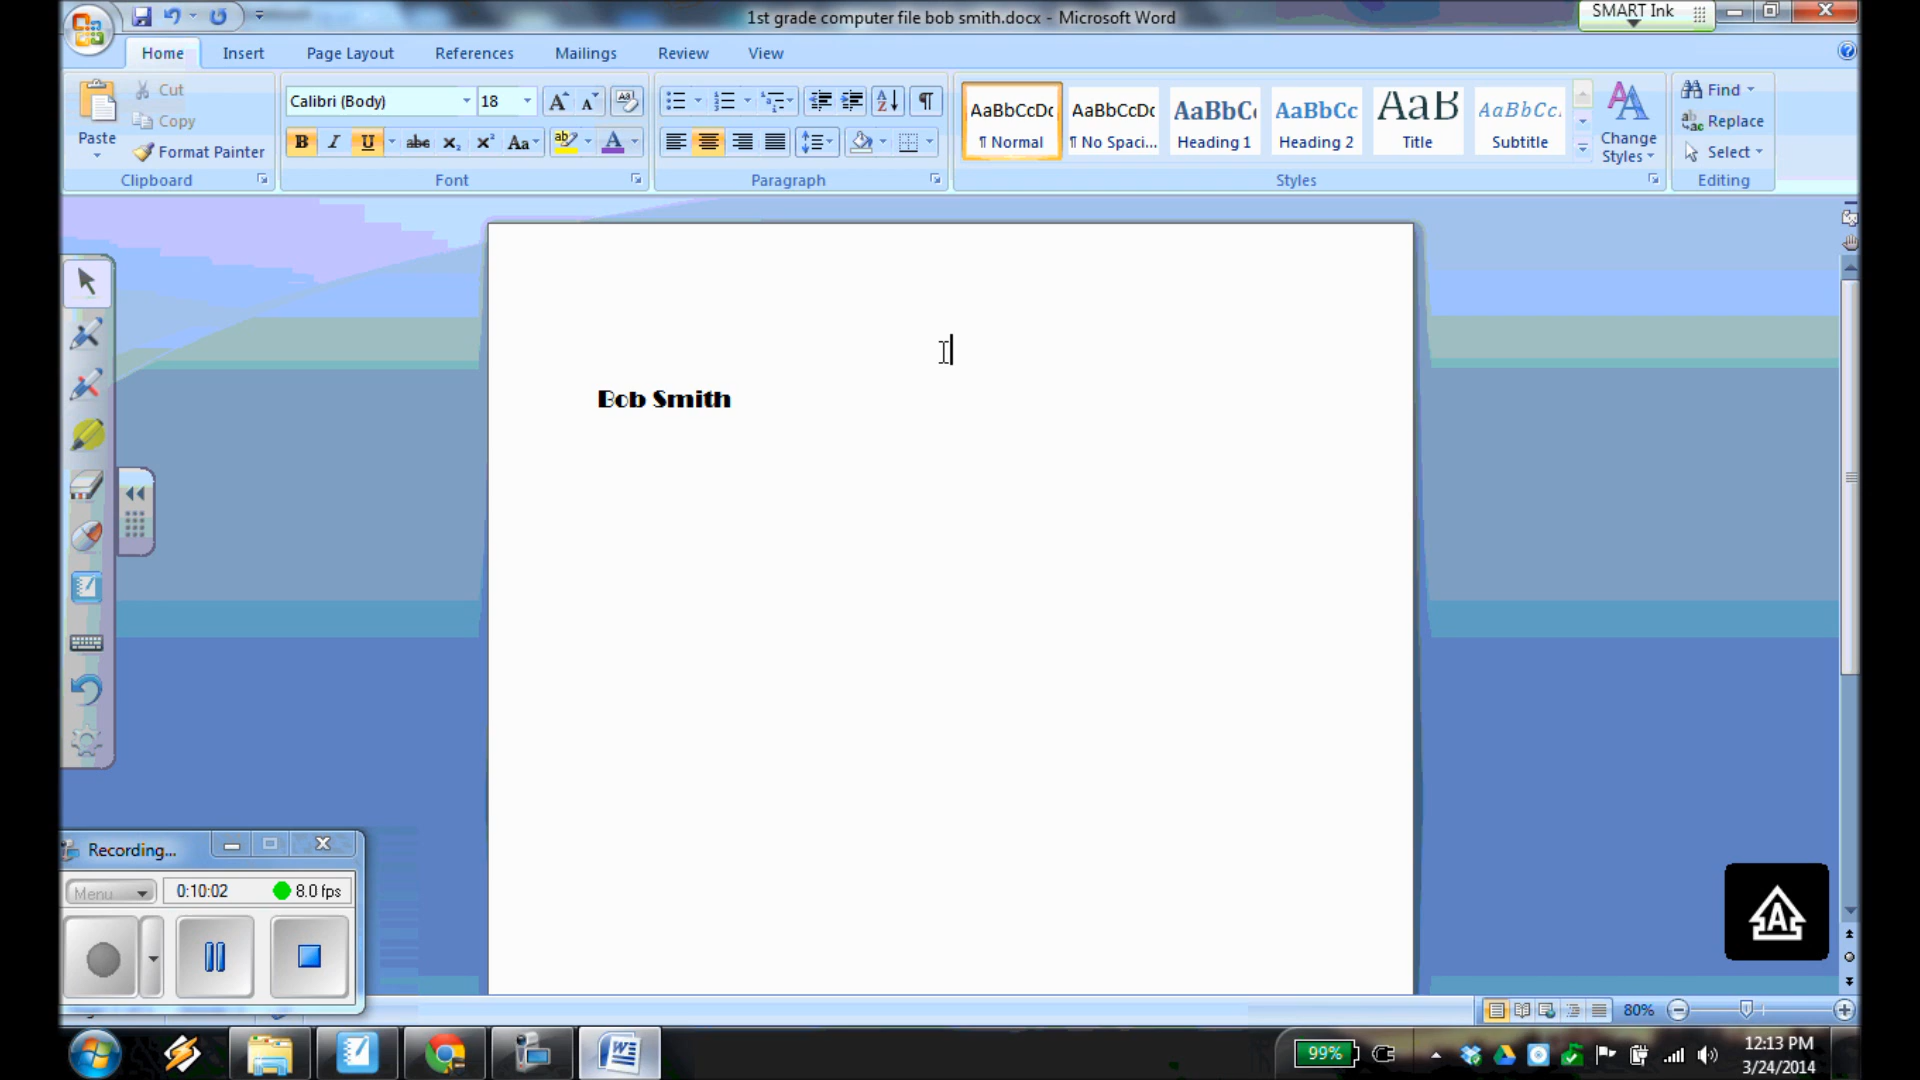 1st grade computer file bob smith.docx - Microsoft Word
SMART Ink
Home Insert Page Layout References Mailings Review View
Paste
Cut
Copy
Format Painter
Clipboard
Calibri (Body) 18
Font
Paragraph
AaBbCcDc AaBbCcDc AaBbC AaBbCc AaB AaBbCc.
¶ Normal ¶ No Spaci... Heading 1 Heading 2 Title Subtitle
Change
Styles
Styles
Find
Replace
Select
Editing
Bob Smith
Recording...
Menu 0:10:02 8.0 fps
80%
99%
12:13 PM
3/24/2014